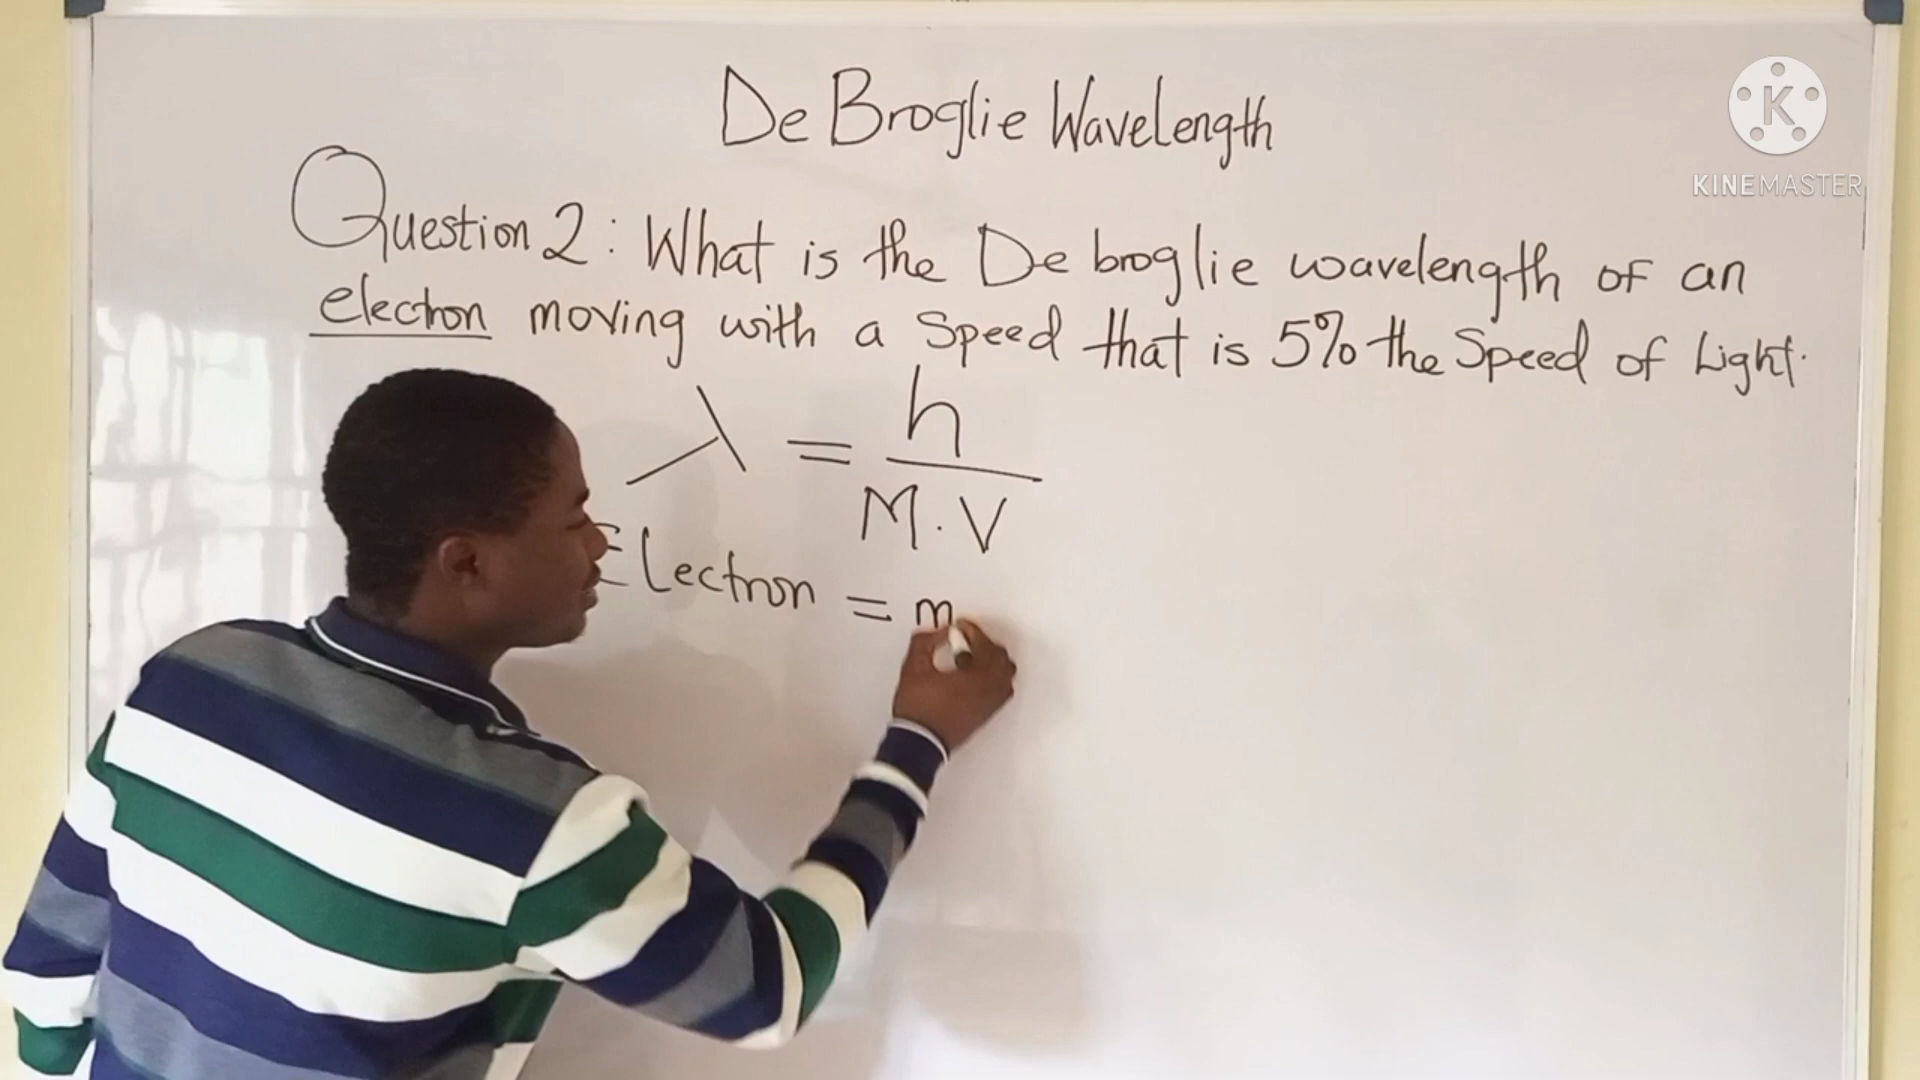 De Broglie Wavelength
K
KINEMASTER
Question 2: What is the De broglie wavelength of an
electron moving with a Speed that is 5% the Speed of Light.
λ = h
M . V
Electron = m